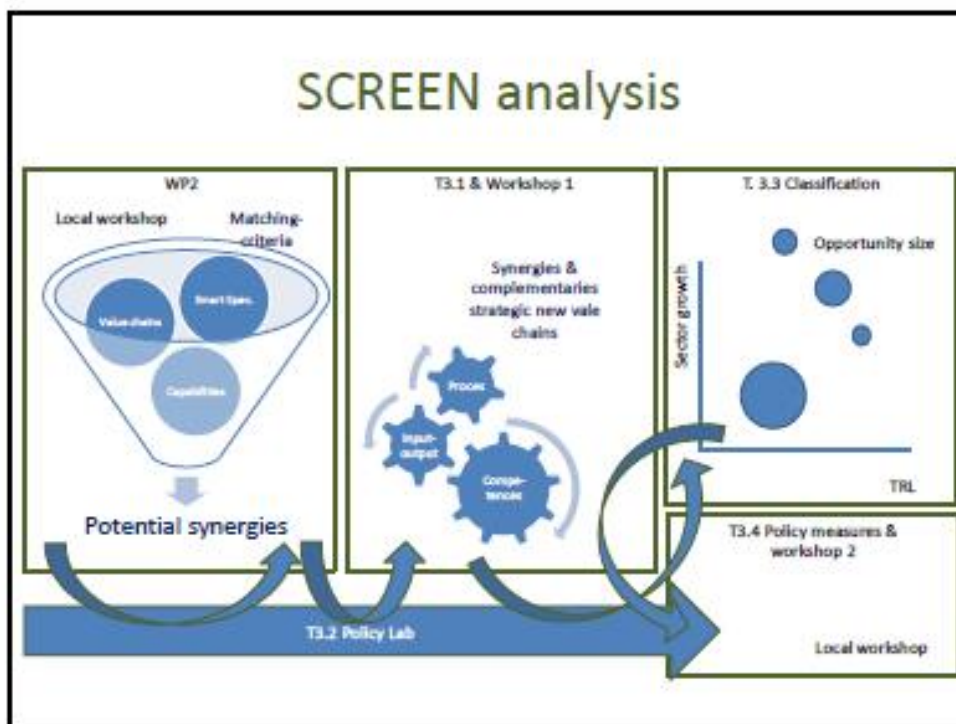 SCREEN analysis
WP2
Local workshop
Matching-
criteria
Smart Spec.
Value chains
Capabilities
Potential synergies
T3.1 & Workshop 1
Synergies &
complementaries
strategic new vale
chains
Proces
Input-
output
Compe-
tences
T. 3.3 Classification
Opportunity size
Sector growth
TRL
T3.4 Policy measures &
workshop 2
Local workshop
T3.2 Policy Lab